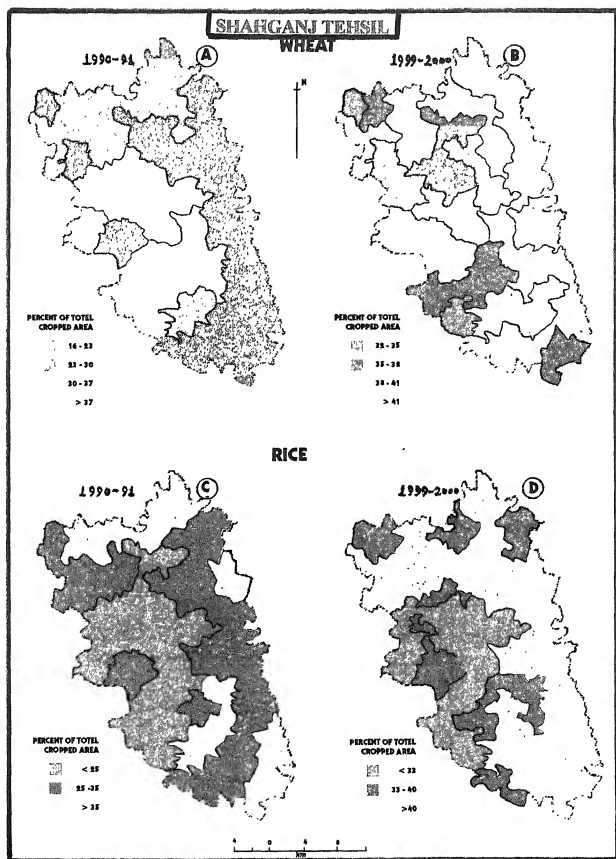 SHAHGANJ TEHSIL
WHEAT
1990-91
A
N
1999-2000
B
PERCENT OF TOTEL
CROPPED AREA
16 - 23
23 - 30
30 - 37
> 37
PERCENT OF TOTEL
CROPPED AREA
32 - 35
35 - 38
38 - 41
> 41
RICE
1990-91
C
1999-2000
D
PERCENT OF TOTEL
CROPPED AREA
< 25
25 - 35
> 35
PERCENT OF TOTEL
CROPPED AREA
< 33
33 - 40
>40
4 0 4 8
KM